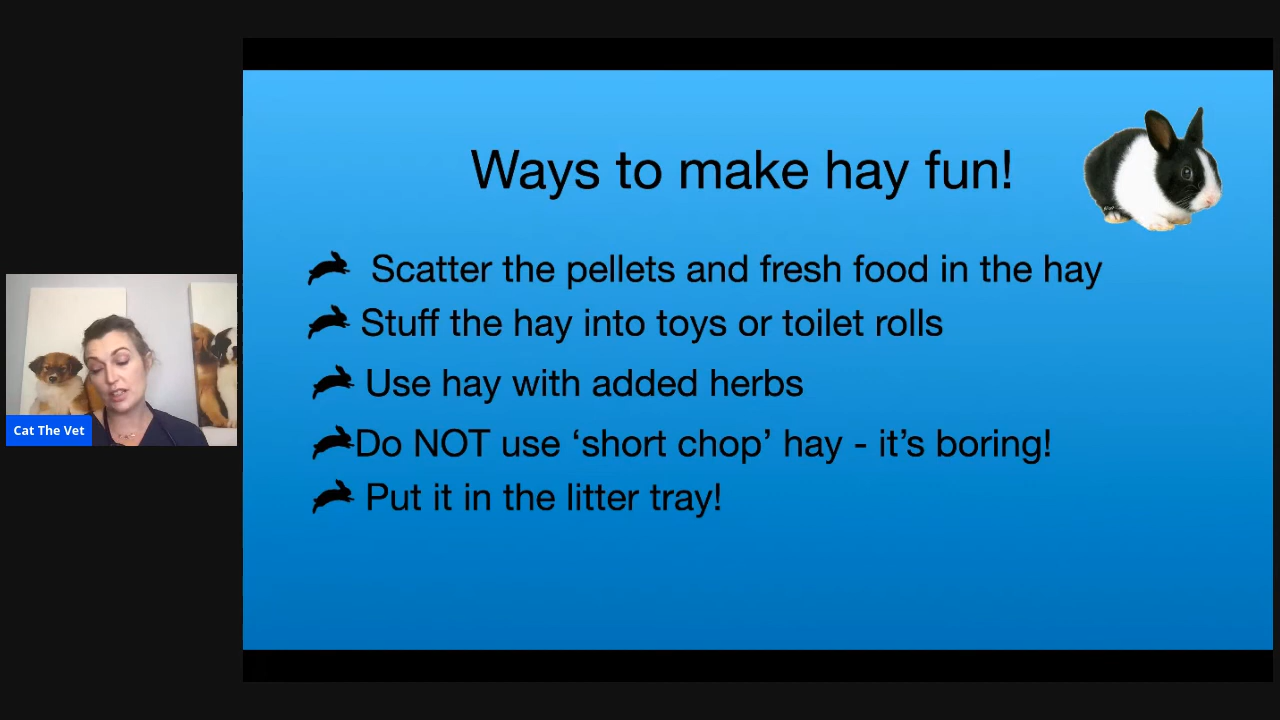 Ways to make hay fun!
Scatter the pellets and fresh food in the hay
Stuff the hay into toys or toilet rolls
Use hay with added herbs
Do NOT use ‘short chop’ hay - it’s boring!
Put it in the litter tray!
Cat The Vet